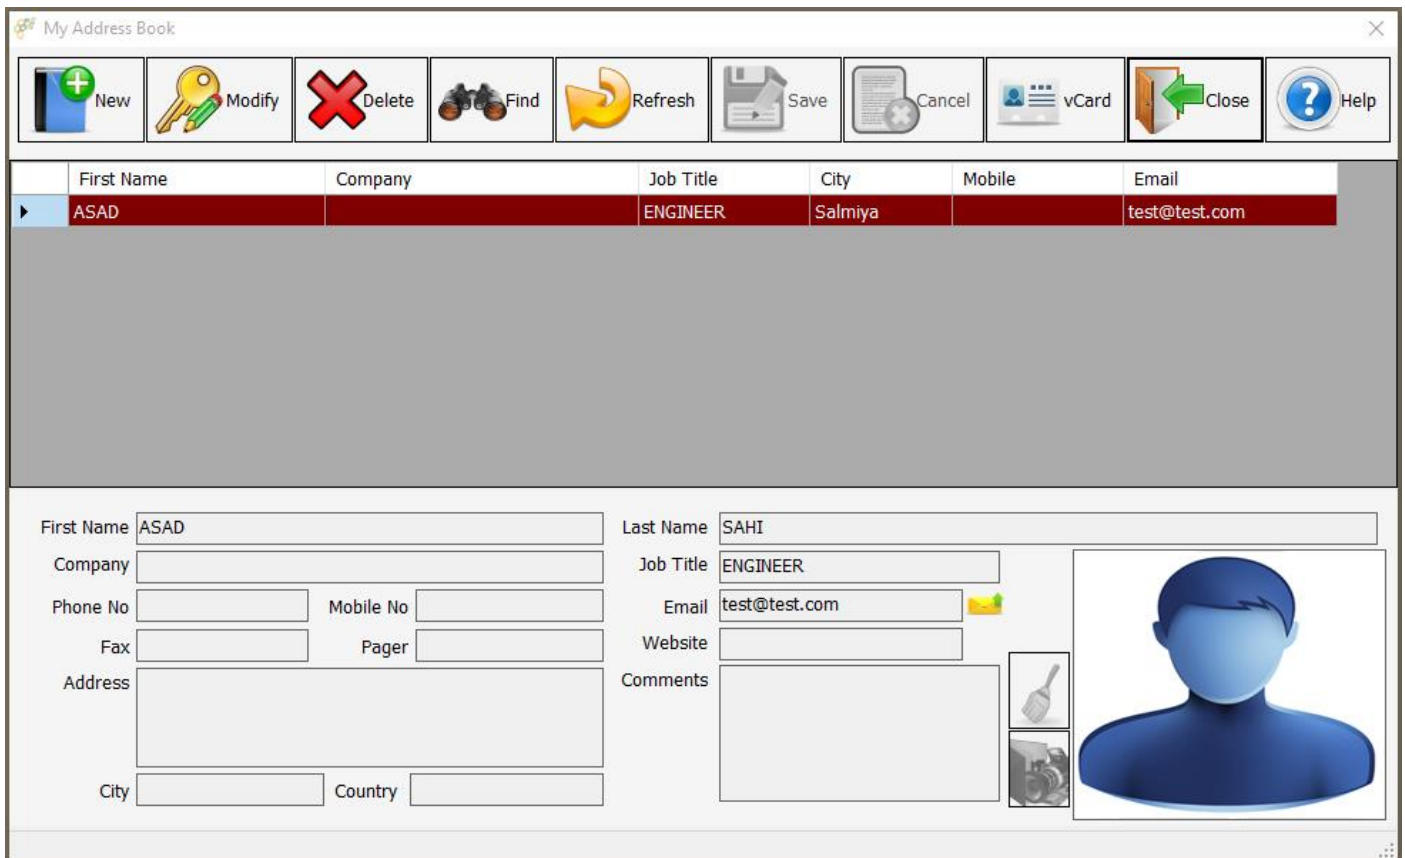 My Address Book
New Modify Delete Find Refresh Save Cancel vCard Close Help
First Name Company Job Title City Mobile Email
ASAD ENGINEER Salmiya test@test.com
First Name ASAD Last Name SAHI
Company Job Title ENGINEER
Phone No Mobile No Email test@test.com
Fax Pager Website
Address Comments
City Country